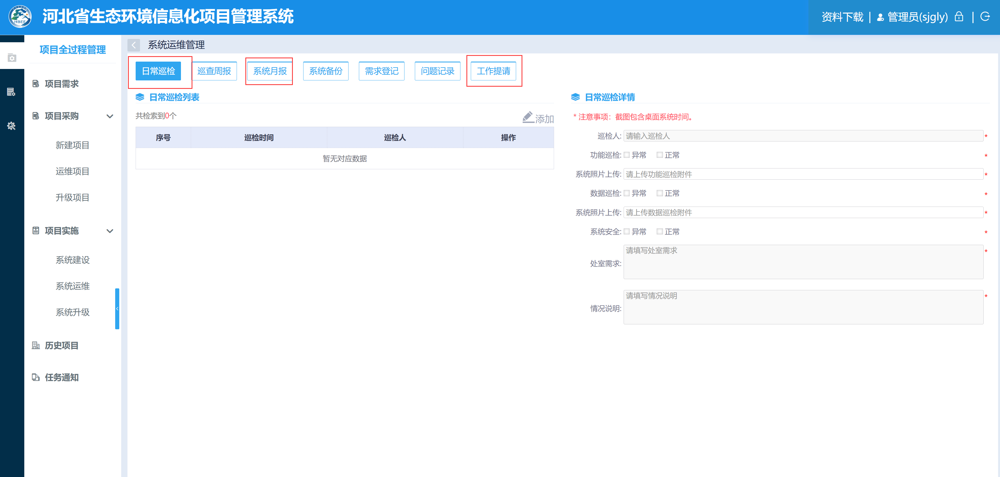 HBEE
河北省生态环境信息化项目管理系统
资料下载 | 管理员(sjgly) |
项目全过程管理
项目需求
项目采购
新建项目
运维项目
升级项目
项目实施
系统建设
系统运维
系统升级
历史项目
任务通知
系统运维管理
日常巡检 巡查周报 系统月报 系统备份 需求登记 问题记录 工作提请
日常巡检列表
共检索到0个
添加
序号 巡检时间 巡检人 操作
暂无对应数据
日常巡检详情
* 注意事项：截图包含桌面系统时间。
巡检人: 请输入巡检人 *
功能巡检: 异常 正常 *
系统照片上传: 请上传功能巡检附件 *
数据巡检: 异常 正常 *
系统照片上传: 请上传数据巡检附件 *
系统安全: 异常 正常 *
处室需求: 请填写处室需求 *
情况说明: 请填写情况说明 *